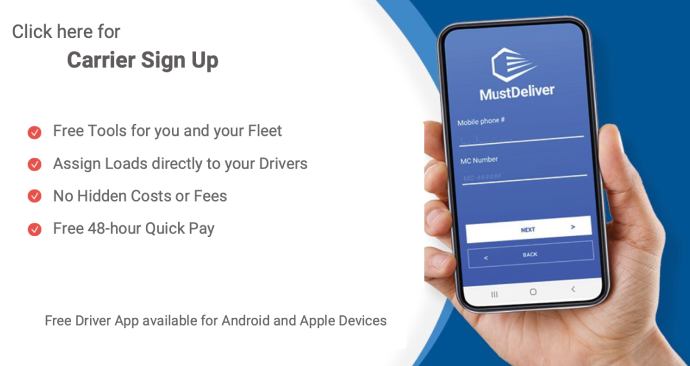 Click here for
Carrier Sign Up
Free Tools for you and your Fleet
Assign Loads directly to your Drivers
No Hidden Costs or Fees
Free 48-hour Quick Pay
Free Driver App available for Android and Apple Devices
MustDeliver
Mobile phone #
MC Number
NEXT >
< BACK